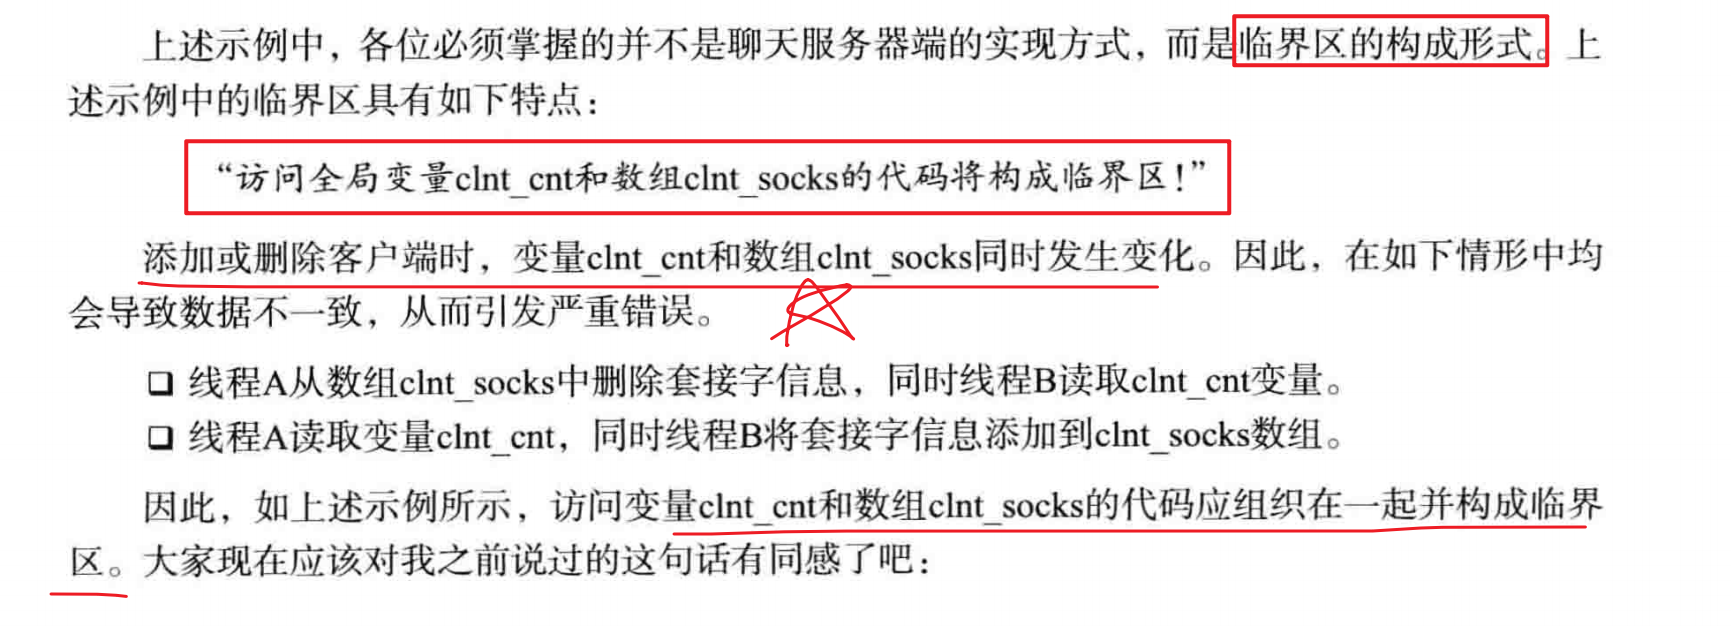 上述示例中，各位必须掌握的并不是聊天服务器端的实现方式，而是临界区的构成形式。上
述示例中的临界区具有如下特点：
“访问全局变量clnt_cnt和数组clnt_socks的代码将构成临界区！”
添加或删除客户端时，变量clnt_cnt和数组clnt_socks同时发生变化。因此，在如下情形中均
会导致数据不一致，从而引发严重错误。
❑ 线程A从数组clnt_socks中删除套接字信息，同时线程B读取clnt_cnt变量。
❑ 线程A读取变量clnt_cnt，同时线程B将套接字信息添加到clnt_socks数组。
因此，如上述示例所示，访问变量clnt_cnt和数组clnt_socks的代码应组织在一起并构成临界
区。大家现在应该对我之前说过的这句话有同感了吧：